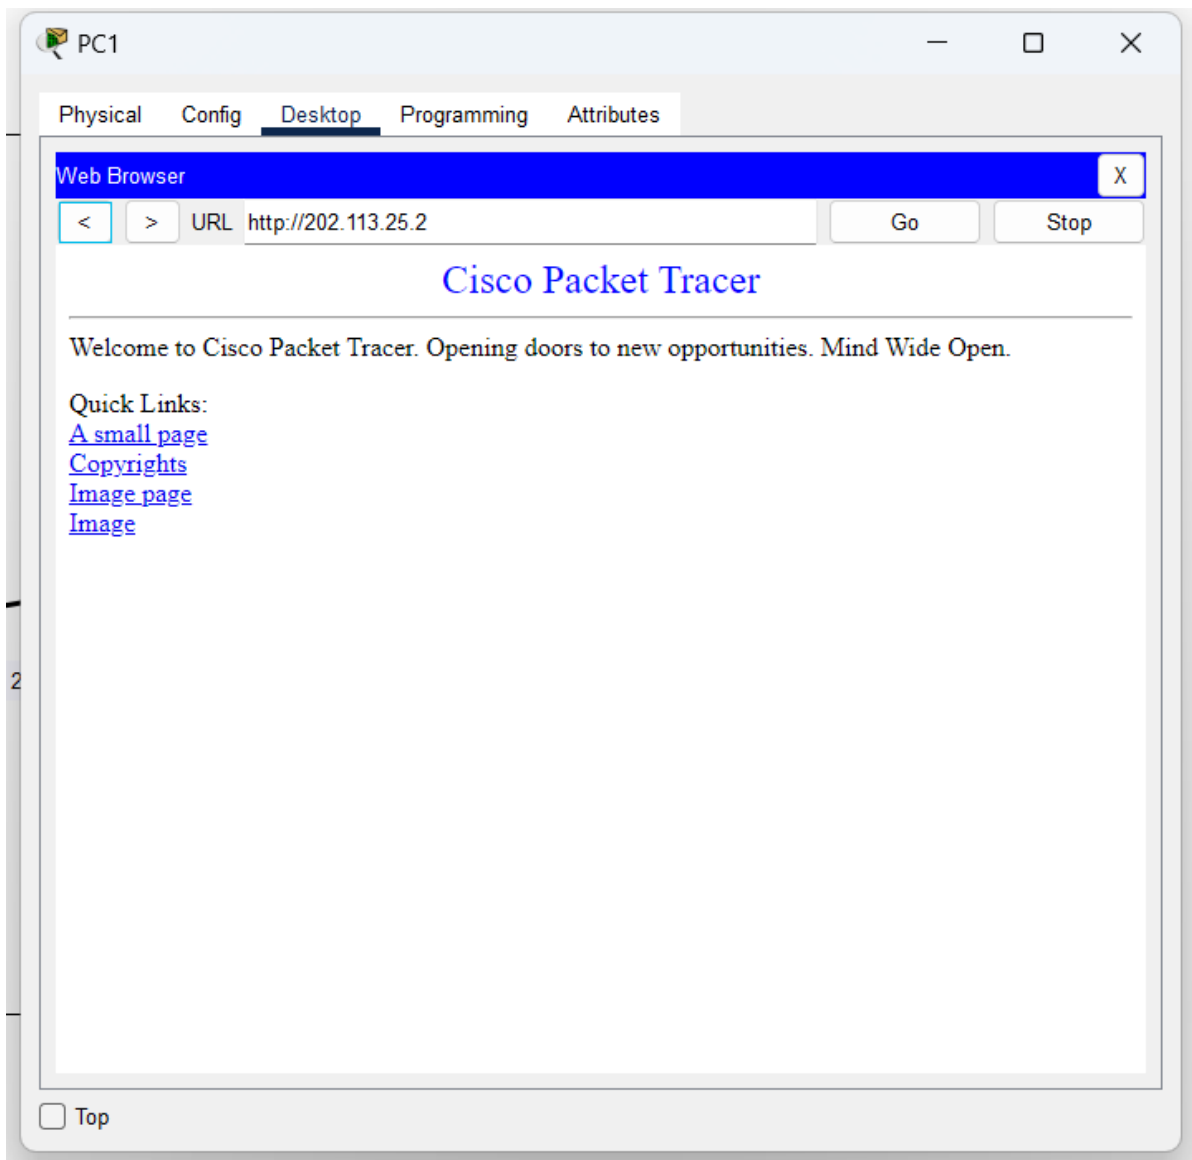 PC1
Physical Config Desktop Programming Attributes
Web Browser X
< > URL http://202.113.25.2 Go Stop
Cisco Packet Tracer
Welcome to Cisco Packet Tracer. Opening doors to new opportunities. Mind Wide Open.
Quick Links:
A small page
Copyrights
Image page
Image
2
Top